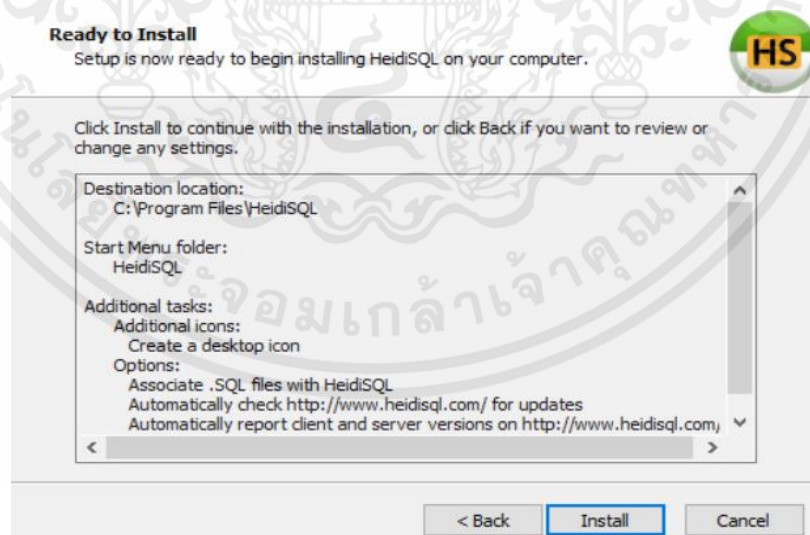 Ready to Install
Setup is now ready to begin installing HeidiSQL on your computer.
HS
Click Install to continue with the installation, or click Back if you want to review or
change any settings.
Destination location:
C:\Program Files\HeidiSQL
Start Menu folder:
HeidiSQL
Additional tasks:
Additional icons:
Create a desktop icon
Options:
Associate .SQL files with HeidiSQL
Automatically check http://www.heidisql.com/ for updates
Automatically report client and server versions on http://www.heidisql.com/
< Back
Install
Cancel